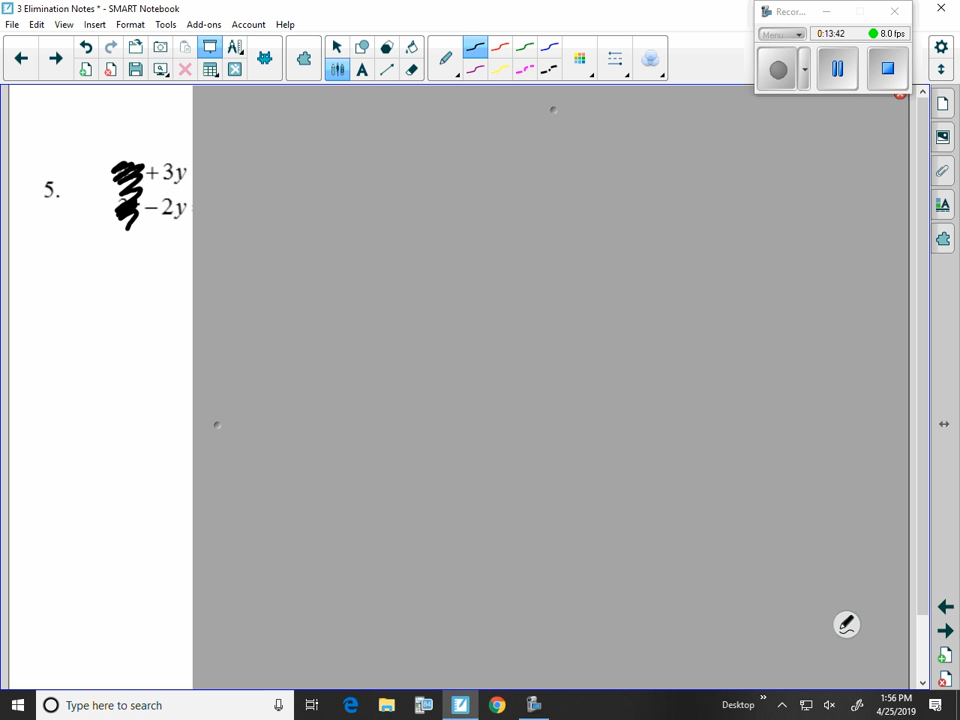 3 Elimination Notes * - SMART Notebook
Recor...
File Edit View Insert Format Tools Add-ons Account Help
Menu 0:13:42 8.0 fps
5.
+ 3y
- 2y
Type here to search
Desktop
1:56 PM
4/25/2019